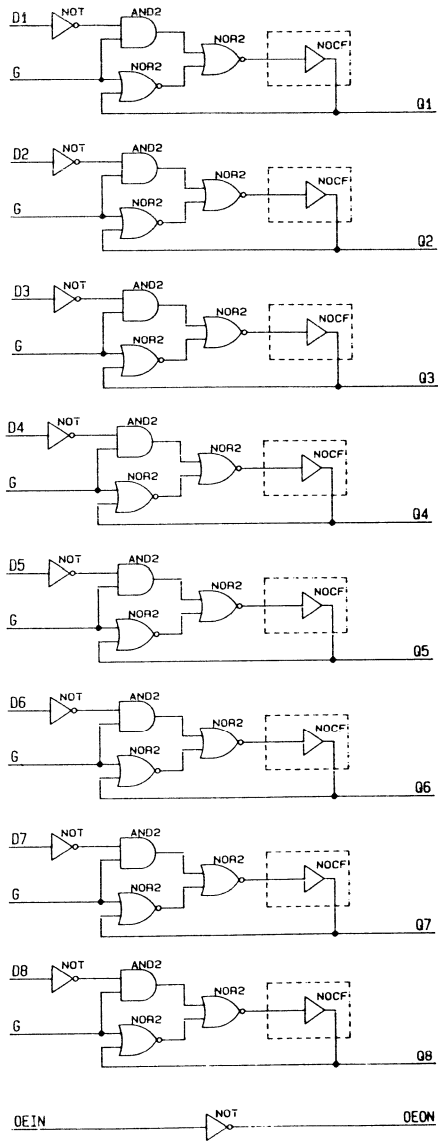 D1 NOT AND2 NOR2 NOCF
G NOR2 Q1
D2 NOT AND2 NOR2 NOCF
G NOR2 Q2
D3 NOT AND2 NOR2 NOCF
G NOR2 Q3
D4 NOT AND2 NOR2 NOCF
G NOR2 Q4
D5 NOT AND2 NOR2 NOCF
G NOR2 Q5
D6 NOT AND2 NOR2 NOCF
G NOR2 Q6
D7 NOT AND2 NOR2 NOCF
G NOR2 Q7
D8 NOT AND2 NOR2 NOCF
G NOR2 Q8
OEIN NOT OEON